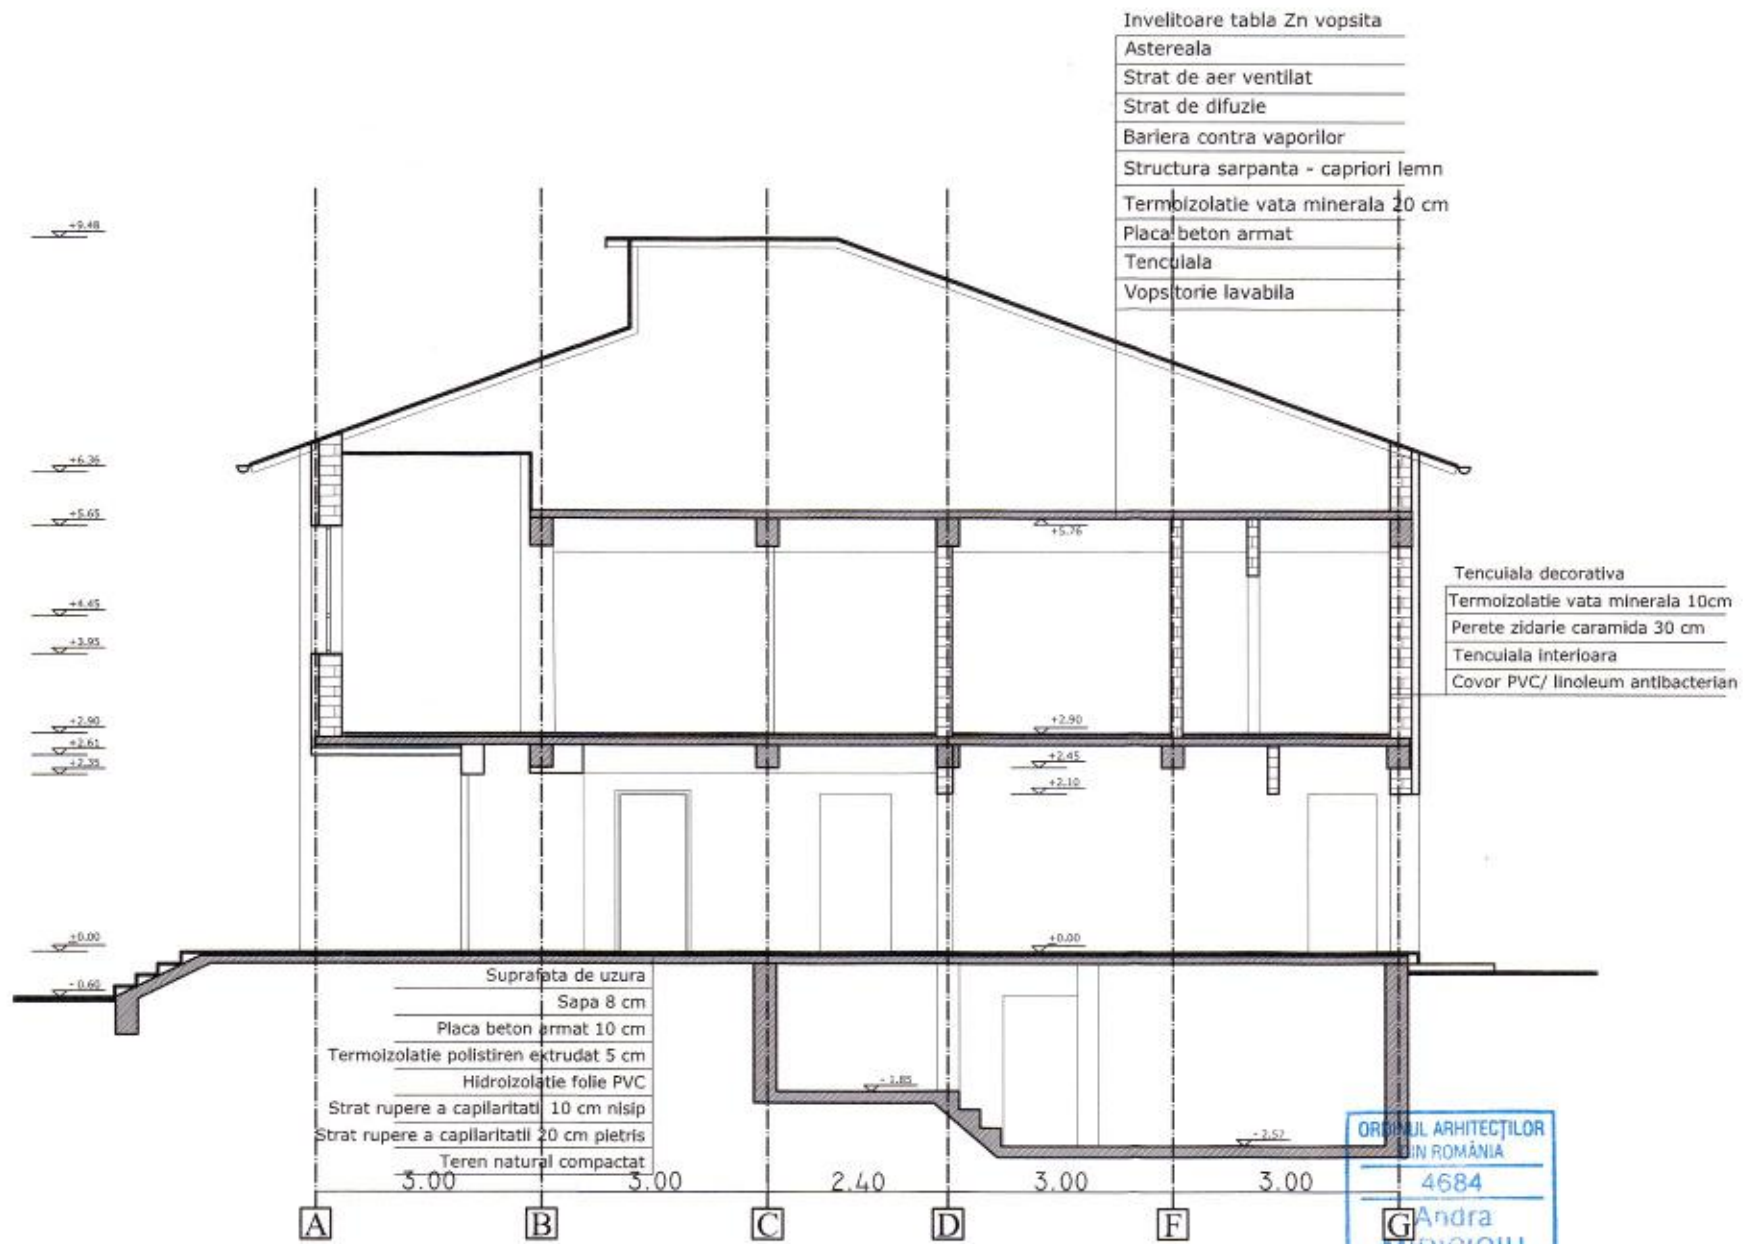 Invelitoare tabla Zn vopsita
Astereala
Strat de aer ventilat
Strat de difuzie
Bariera contra vaporilor
Structura sarpanta - capriori lemn
Termoizolatie vata minerala 20 cm
Placa beton armat
Tencuiala
Vopsitorie lavabila
+9.48
+6.36
+5.65
+5.76
+4.45
+3.95
Tencuiala decorativa
Termoizolatie vata minerala 10cm
Perete zidarie caramida 30 cm
Tencuiala interioara
Covor PVC/ linoleum antibacterian
+2.90
+2.61
+2.35
+2.90
+2.45
+2.10
±0.00
±0.00
- 0.60
Suprafata de uzura
Sapa 8 cm
Placa beton armat 10 cm
Termoizolatie polistiren extrudat 5 cm
Hidroizolatie folie PVC
Strat rupere a capilaritatii 10 cm nisip
Strat rupere a capilaritatii 20 cm pietris
Teren natural compactat
- 1.85
- 2.57
3.00 3.00 2.40 3.00 3.00
A B C D F G
ORDINUL ARHITECŢILOR
DIN ROMÂNIA
4684
Andra